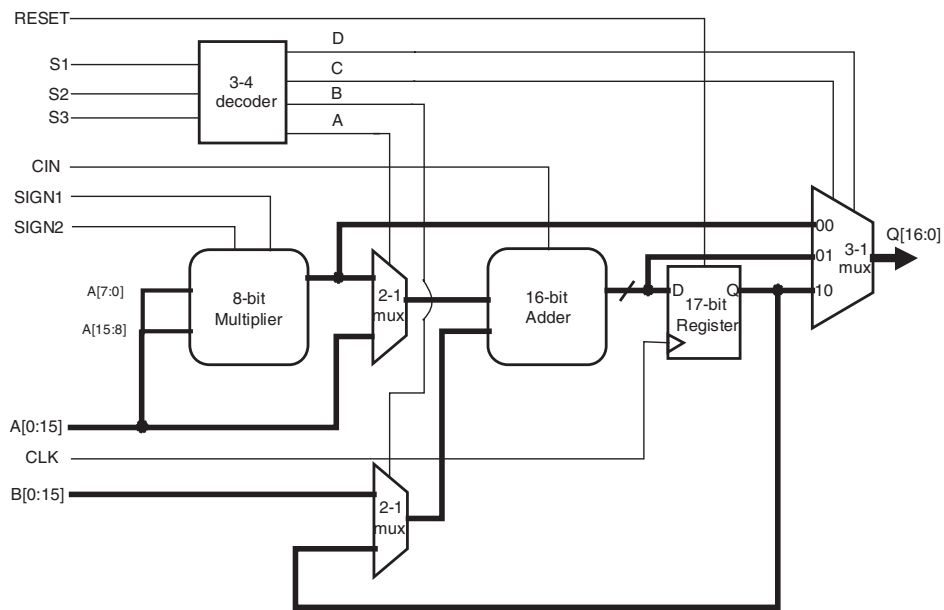 RESET
D
S1
3-4
decoder
C
S2
B
S3
A
CIN
SIGN1
SIGN2
00
Q[16:0]
3-1
mux
01
A[7:0]
8-bit
Multiplier
2-1
mux
16-bit
Adder
D
Q
17-bit
Register
10
A[15:8]
A[0:15]
CLK
B[0:15]
2-1
mux